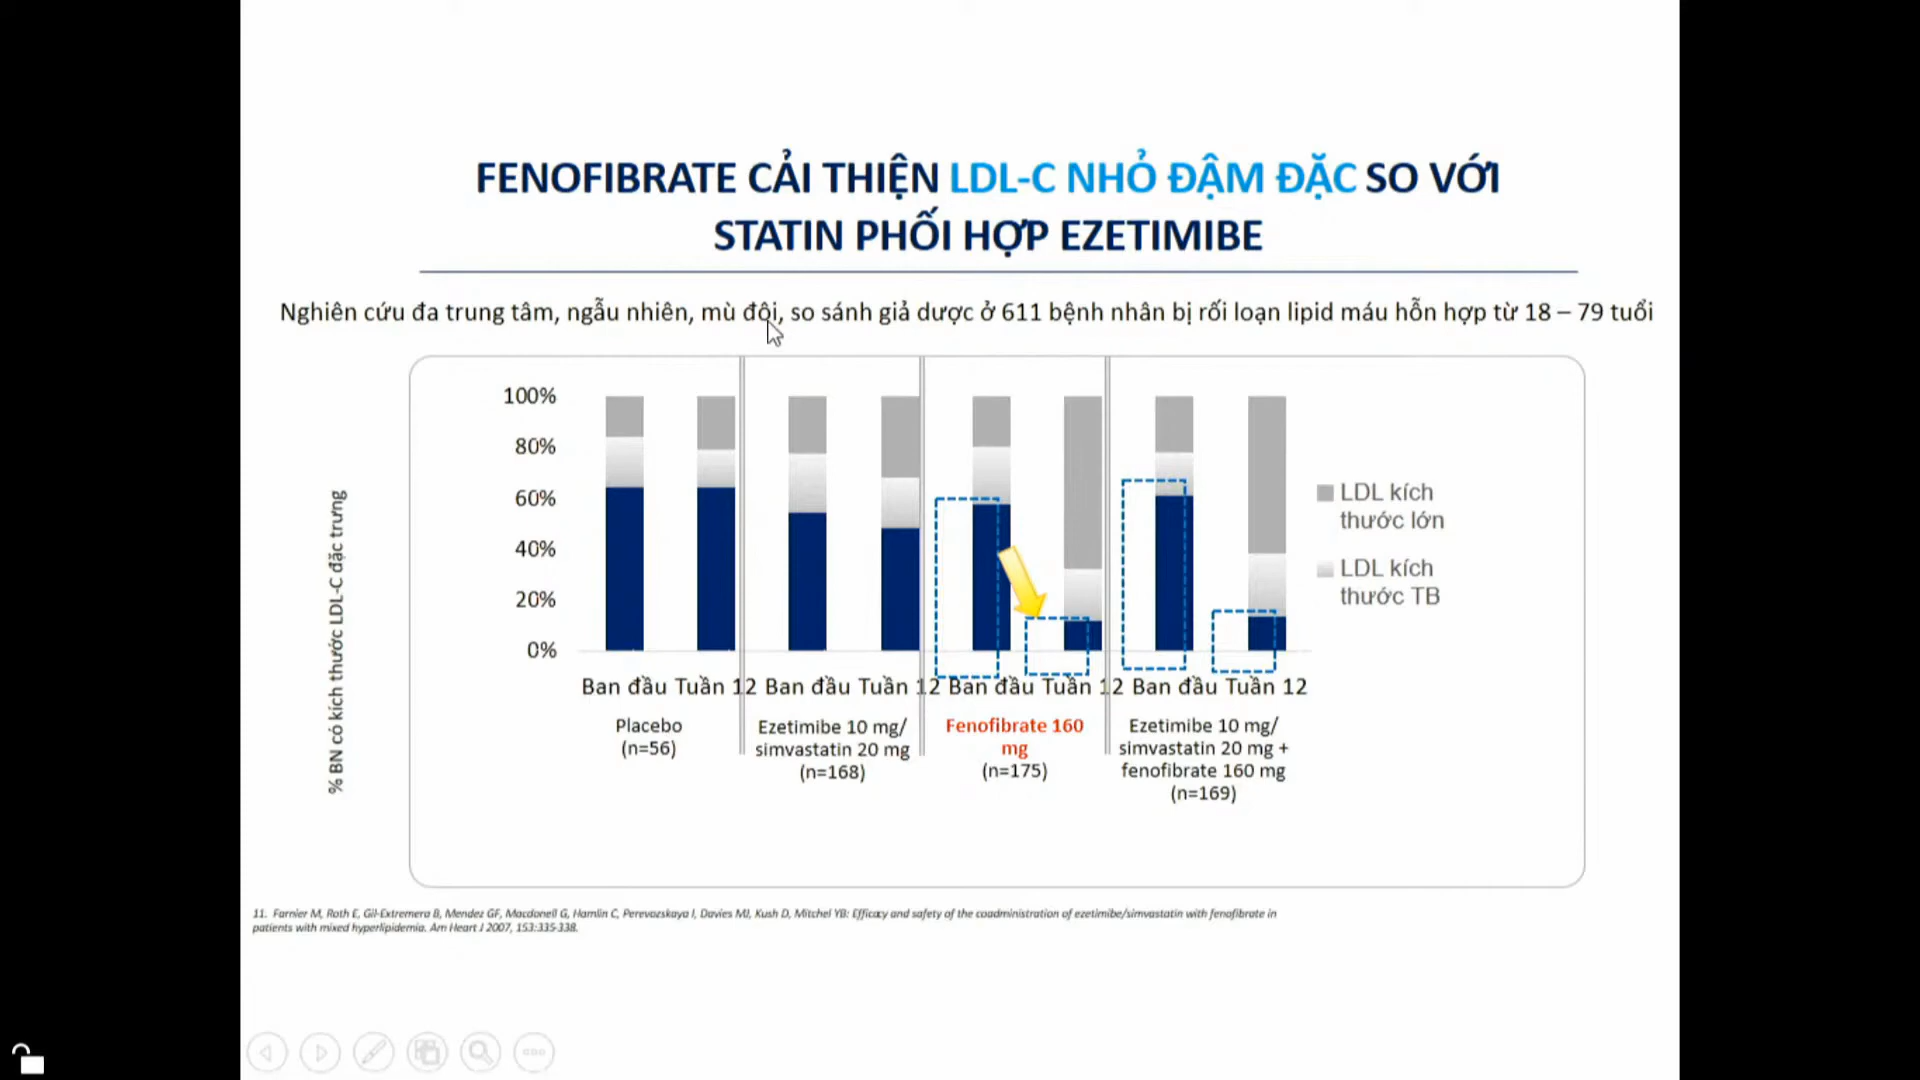 FENOFIBRATE CẢI THIỆN LDL-C NHỎ ĐẬM ĐẶC SO VỚI
STATIN PHỐI HỢP EZETIMIBE
Nghiên cứu đa trung tâm, ngẫu nhiên, mù đôi, so sánh giả dược ở 611 bệnh nhân bị rối loạn lipid máu hỗn hợp từ 18 – 79 tuổi
% BN có kích thước LDL-C đặc trưng
100%
80%
60%
40%
20%
0%
Ban đầu Tuần 12 Ban đầu Tuần 12 Ban đầu Tuần 12 Ban đầu Tuần 12
Placebo
(n=56)
Ezetimibe 10 mg/
simvastatin 20 mg
(n=168)
Fenofibrate 160
mg
(n=175)
Ezetimibe 10 mg/
simvastatin 20 mg +
fenofibrate 160 mg
(n=169)
LDL kích
thước lớn
LDL kích
thước TB
11. Farnier M, Roth E, Gil-Extremera B, Mendez GF, Macdonell G, Hamlin C, Perevozskaya I, Davies MJ, Kush D, Mitchel YB: Efficacy and safety of the coadministration of ezetimibe/simvastatin with fenofibrate in
patients with mixed hyperlipidemia. Am Heart J 2007, 153:335-338.